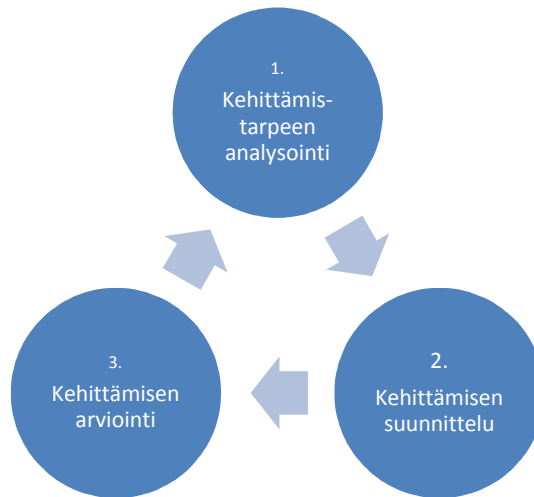 1.
Kehittämis-
tarpeen
analysointi
2.
Kehittämisen
suunnittelu
3.
Kehittämisen
arviointi